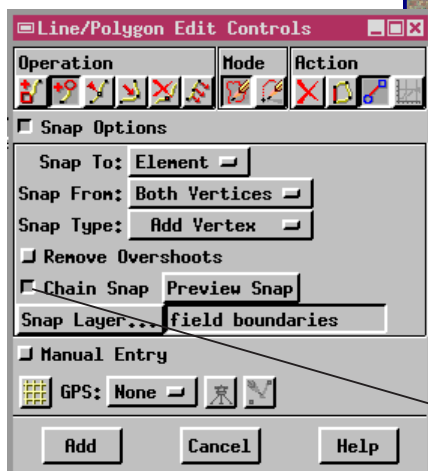 Line/Polygon Edit Controls
Operation Mode Action
Snap Options
Snap To: Element
Snap From: Both Vertices
Snap Type: Add Vertex
Remove Overshoots
Chain Snap Preview Snap
Snap Layer... field boundaries
Manual Entry
GPS: None
Add Cancel Help